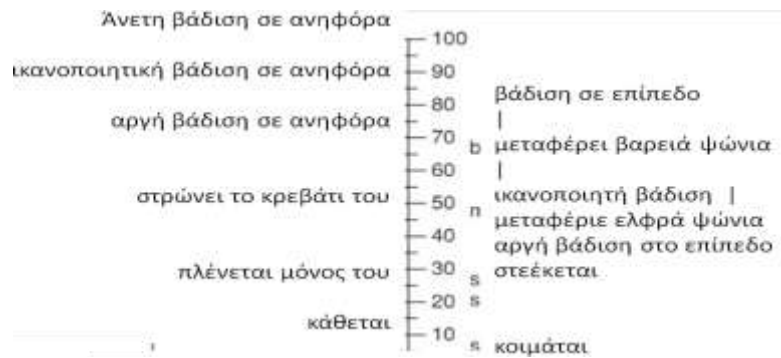 Άνετη βάδιση σε ανηφόρα
100
ικανοποιητική βάδιση σε ανηφόρα
90
80
βάδιση σε επίπεδο
|
αργή βάδιση σε ανηφόρα
70
b μεταφέρει βαρειά ψώνια
|
60
στρώνει το κρεβάτι του
50
ικανοποιητή βάδιση |
n μεταφέριε ελφρά ψώνια
40
αργή βάδιση στο επίπεδο
πλένεται μόνος του
30
s στεέκεται
20
s
κάθεται
10
s κοιμάται